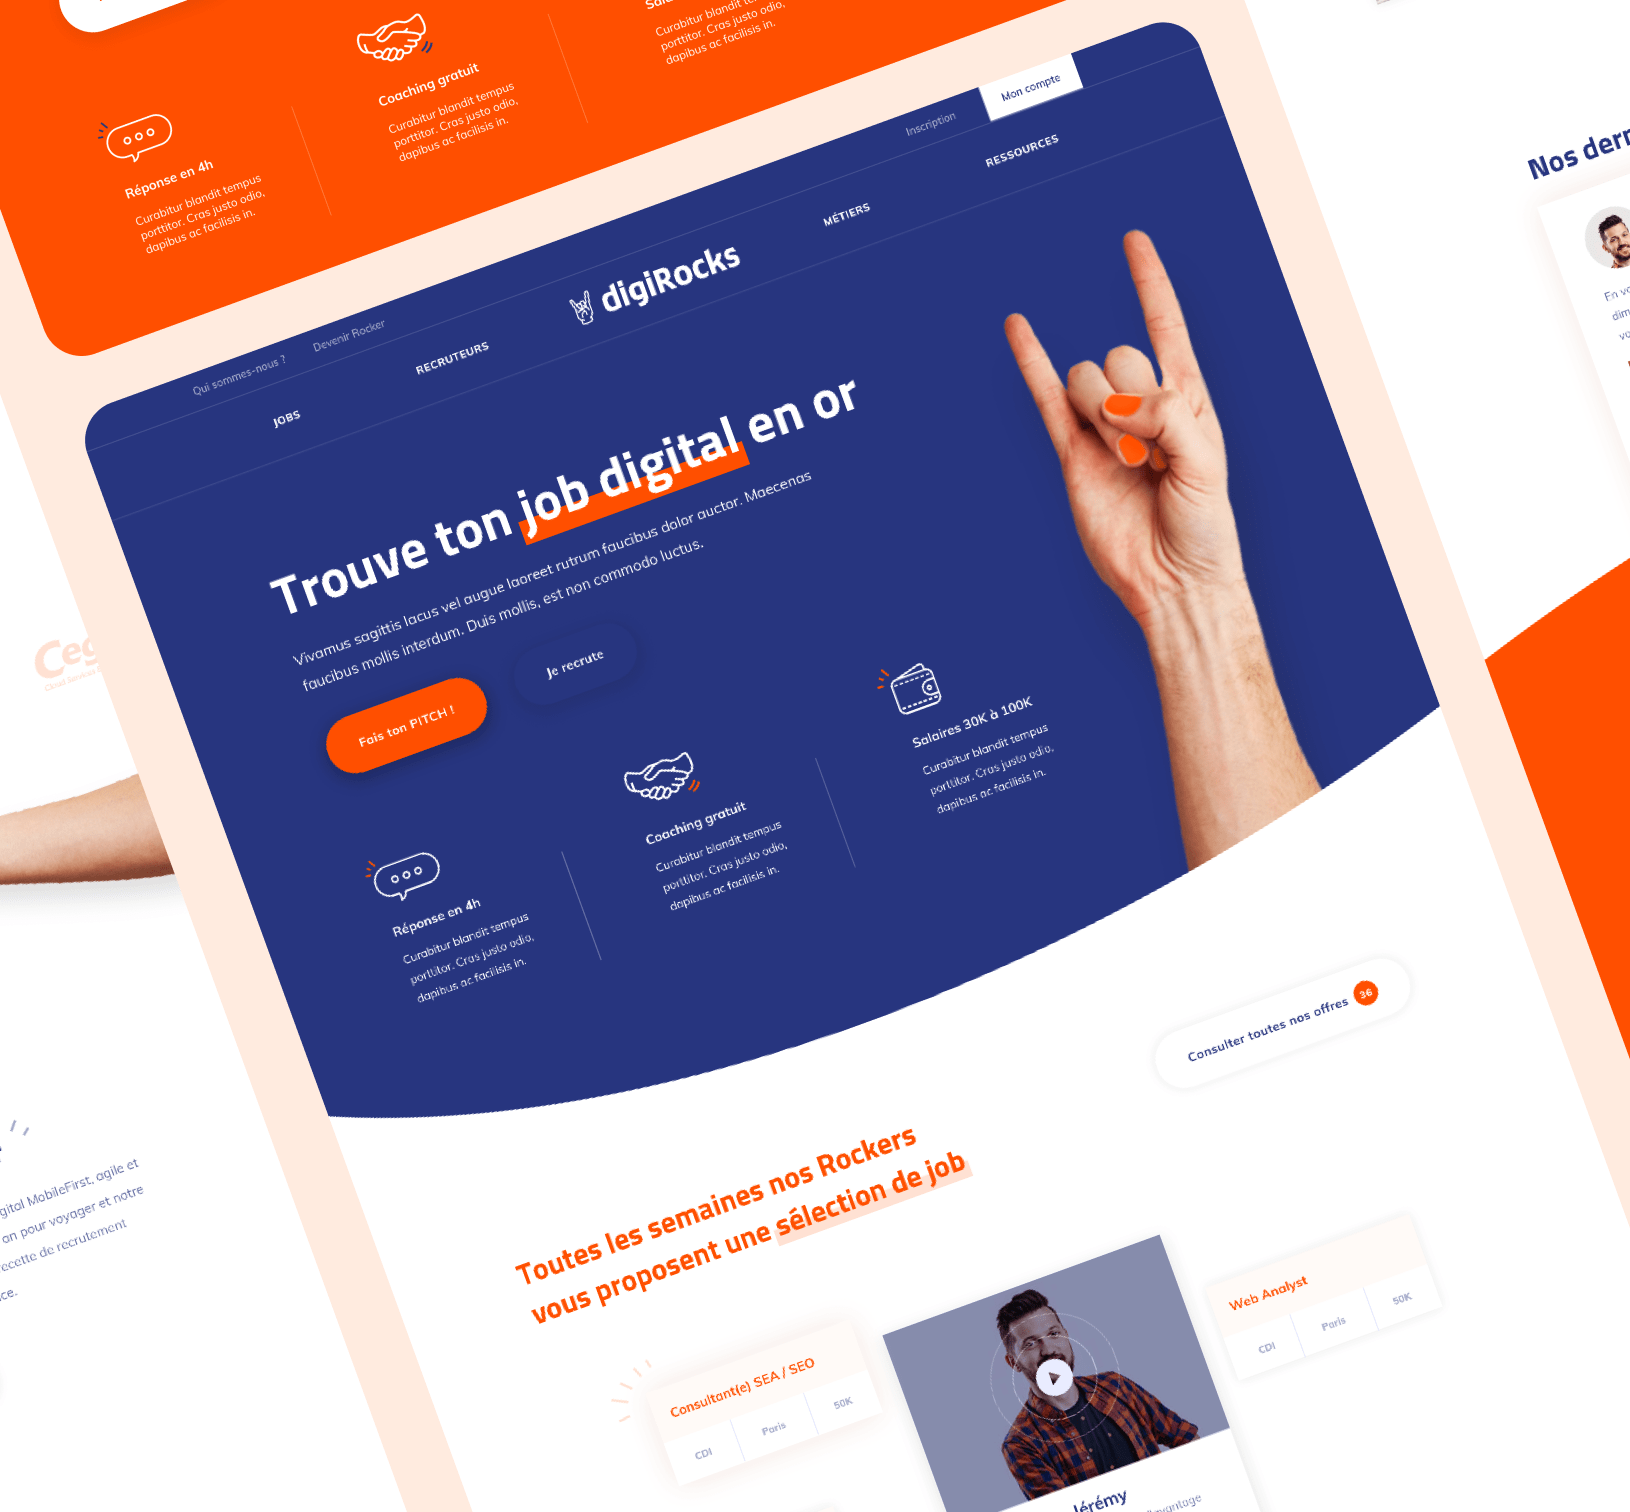 Réponse en 4h
Curabitur blandit tempus
porttitor. Cras justo odio,
dapibus ac facilisis in.
Coaching gratuit
Curabitur blandit tempus
porttitor. Cras justo odio,
dapibus ac facilisis in.
Curabitur blandit
porttitor. Cras justo odio,
dapibus ac facilisis in.
Qui sommes-nous ?
Devenir Rocker
Inscription
Mon compte
JOBS
RECRUTEURS
digiRocks
MÉTIERS
RESSOURCES
Trouve ton job digital en or
Vivamus sagittis lacus vel augue laoreet rutrum faucibus dolor auctor. Maecenas
faucibus mollis interdum. Duis mollis, est non commodo luctus.
Fais ton PITCH !
Je recrute
Réponse en 4h
Curabitur blandit tempus
porttitor. Cras justo odio,
dapibus ac facilisis in.
Coaching gratuit
Curabitur blandit tempus
porttitor. Cras justo odio,
dapibus ac facilisis in.
Salaires 30K à 100K
Curabitur blandit tempus
porttitor. Cras justo odio,
dapibus ac facilisis in.
Consulter toutes nos offres 36
Toutes les semaines nos Rockers
vous proposent une sélection de job
Consultant(e) SEA / SEO
CDI
Paris
50K
Jérémy
Web Analyst
CDI
Paris
50K
Nos
En
Ceg
Cloud Services
MobileFirst, agile et
an pour voyager et notre
recette de recrutement